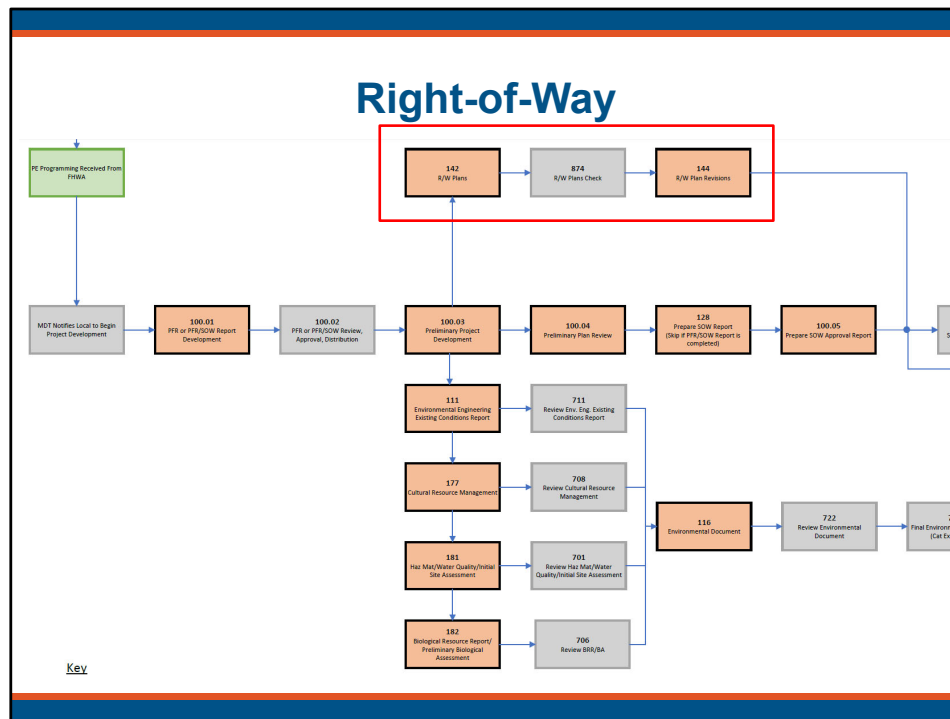 Right-of-Way
PE Programming Received From
FHWA
142
R/W Plans
874
R/W Plans Check
144
R/W Plan Revisions
MDT Notifies Local to Begin
Project Development
100.01
PFR or PFR/SOW Report
Development
100.02
PFR or PFR/SOW Review,
Approval, Distribution
100.03
Preliminary Project
Development
100.04
Preliminary Plan Review
128
Prepare SOW Report
(Skip if PFR/SOW Report is
completed)
100.05
Prepare SOW Approval Report
S
111
Environmental Engineering
Existing Conditions Report
711
Review Env. Eng. Existing
Conditions Report
177
Cultural Resource Management
708
Review Cultural Resource
Management
116
Environmental Document
722
Review Environmental
Document
7
Final Environm
(Cat Ex
181
Haz Mat/Water Quality/Initial
Site Assessment
701
Review Haz Mat/Water
Quality/Initial Site Assessment
182
Biological Resource Report/
Preliminary Biological
Assessment
706
Review BRR/BA
Key